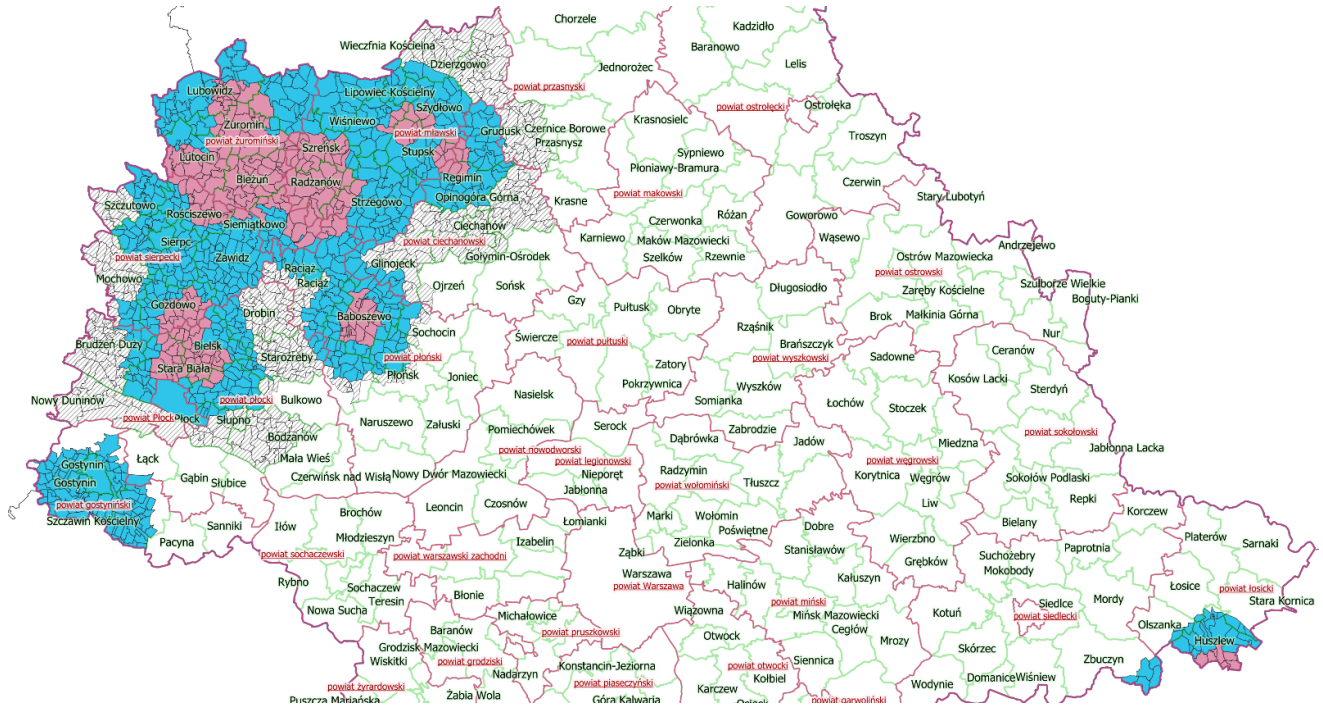 Chorzele
Kadzidło
Wieczfnia Kościelna
Baranowo
Dzierzgowo
Lelis
Jednorożec
powiat przasnyski
Lubowidz
Lipowiec Kościelny
powiat ostrołęcki
Ostrołęka
Szydłowo
Krasnosielc
Żuromin
Wiśniewo
powiat mławski
Grudusk
Czernice Borowe
Troszyn
powiat żuromiński
Szreńsk
Przasnysz
Lutocin
Stupsk
Sypniewo
Płoniawy-Bramura
Bieżuń
Radzanów
Regimin
Czerwin
powiat makowski
Stary Lubotyń
Szczutowo
Strzegowo
Opinogóra Górna
Krasne
Rościszewo
Różan
Goworowo
Siemiątkowo
Ciechanów
Czerwonka
Sierpc
powiat ciechanowski
Karniewo
Maków Mazowiecki
Wąsewo
Andrzejewo
powiat sierpecki
Zawidz
Gołymin-Ośrodek
Szelków
Rzewnie
Ostrów Mazowiecka
Raciąż
Glinojeck
powiat ostrowski
Mochowo
Raciąż
Ojrzeń
Sońsk
Długosiodło
Zaręby Kościelne
Szulborze Wielkie
Boguty-Pianki
Gozdowo
Gzy
Pułtusk
Obryte
Drobin
Baboszewo
Brok
Małkinia Górna
Sochocin
Rząśnik
Nur
Brudzeń Duży
Bielsk
Świercze
powiat pułtuski
Brańszczyk
Staroźreby
powiat płoński
powiat wyszkowski
Sadowne
Ceranów
Stara Biała
Zatory
Płońsk
Joniec
Kosów Lacki
Pokrzywnica
Wyszków
Sterdyń
Nowy Duninów
powiat płocki
Bulkowo
Nasielsk
Somianka
Łochów
Stoczek
powiat Płock
Płock
Słupno
Naruszewo
Załuski
Pomiechówek
Serock
Zabrodzie
powiat sokołowski
Bodzanów
Dąbrówka
Jadów
Miedzna
Jabłonna Lacka
powiat nowodworski
Łąck
Mała Wieś
powiat legionowski
powiat węgrowski
Gostynin
Czerwińsk nad Wisłą
Nowy Dwór Mazowiecki
Nieporęt
Radzymin
Korytnica
Węgrów
Sokołów Podlaski
Gąbin
Słubice
powiat wołomiński
Tłuszcz
Gostynin
Jabłonna
Repki
powiat gostyniński
Leoncin
Czosnów
Liw
Brochów
Marki
Wołomin
Korczew
Szczawin Kościelny
Sanniki
Iłów
Łomianki
Poświętne
Dobre
Bielany
Młodzieszyn
Izabelin
Zielonka
Wierzbno
Platerów
Pacyna
Stanisławów
Paprotnia
Sarnaki
powiat sochaczewski
powiat warszawski zachodni
Ząbki
Grębków
Suchożebry
Mokobody
Warszawa
Kałuszyn
Rybno
Sochaczew
powiat Warszawa
Halinów
Łosice
powiat łosicki
Błonie
Mordy
Teresin
powiat miński
Siedlce
Stara Kornica
Nowa Sucha
Michałowice
Wiązowna
Mińsk Mazowiecki
Kotuń
powiat siedlecki
Baranów
powiat pruszkowski
Cegłów
Olszanka
Otwock
Mrozy
Huszlew
Grodzisk Mazowiecki
Skórzec
Wiskitki
powiat grodziski
Konstancin-Jeziorna
powiat otwocki
Siennica
Zbuczyn
Nadarzyn
Kołbiel
Domanice
Wiśniew
powiat żyrardowski
powiat piaseczyński
Karczew
Wodynie
Żabia Wola
Puszcza Mariańska
Góra Kalwaria
Osieck
powiat garwoliński